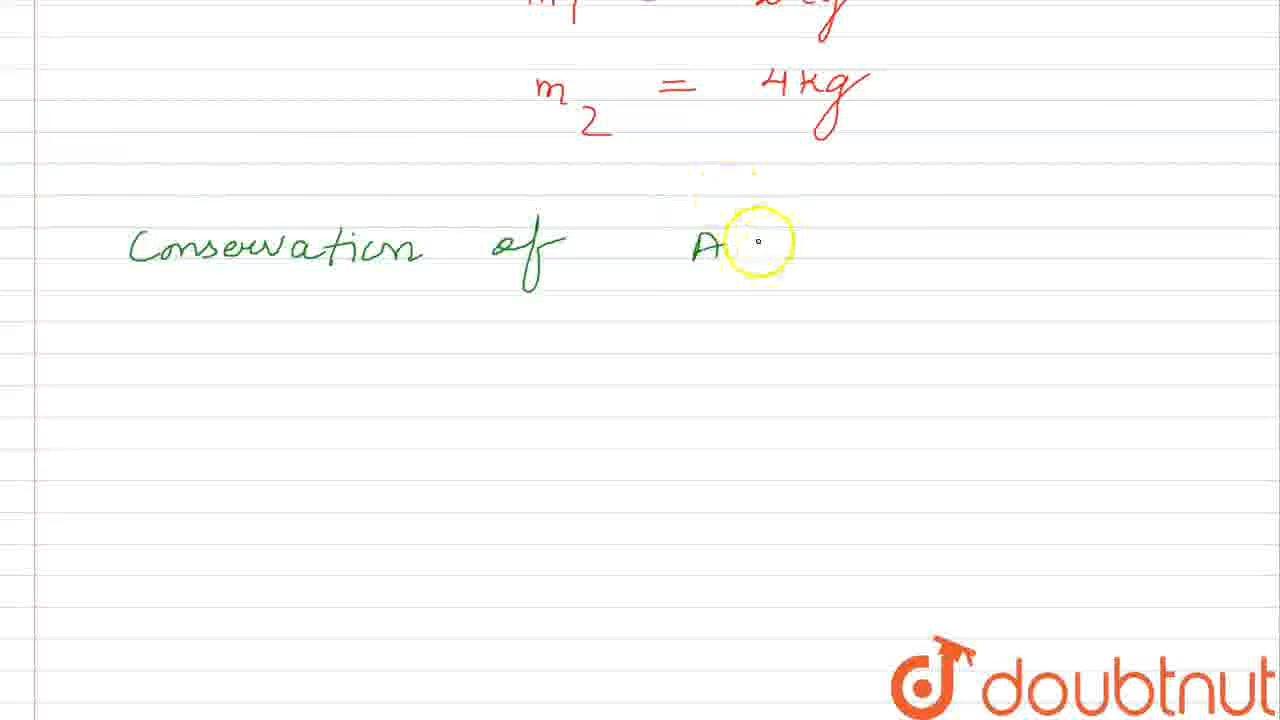 m₂ = 4kg
Conservation of A
doubtnut